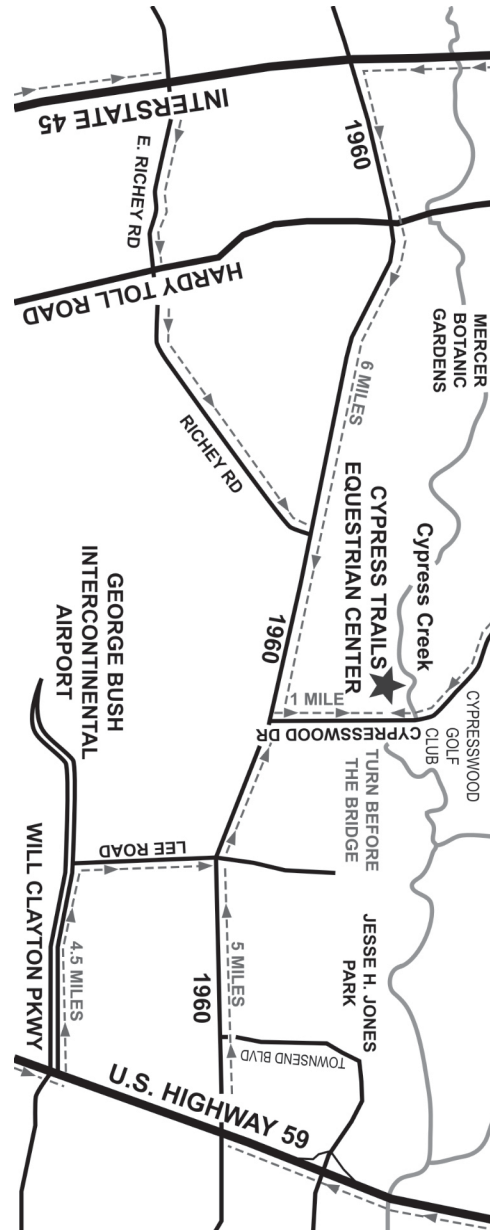 INTERSTATE 45
E. RICHEY RD
1960
HARDY TOLL ROAD
MERCER
BOTANIC
GARDENS
6 MILES
RICHEY RD
CYPRESS TRAILS
EQUESTRIAN CENTER
Cypress Creek
GEORGE BUSH
INTERCONTINENTAL
AIRPORT
1960
1 MILE
CYPRESSWOOD DR
CYPRESSWOOD
GOLF
CLUB
TURN BEFORE
THE BRIDGE
LEE ROAD
WILL CLAYTON PKWY
4.5 MILES
1960
5 MILES
JESSE H. JONES
PARK
TOWNSEND BLVD
U.S. HIGHWAY 59